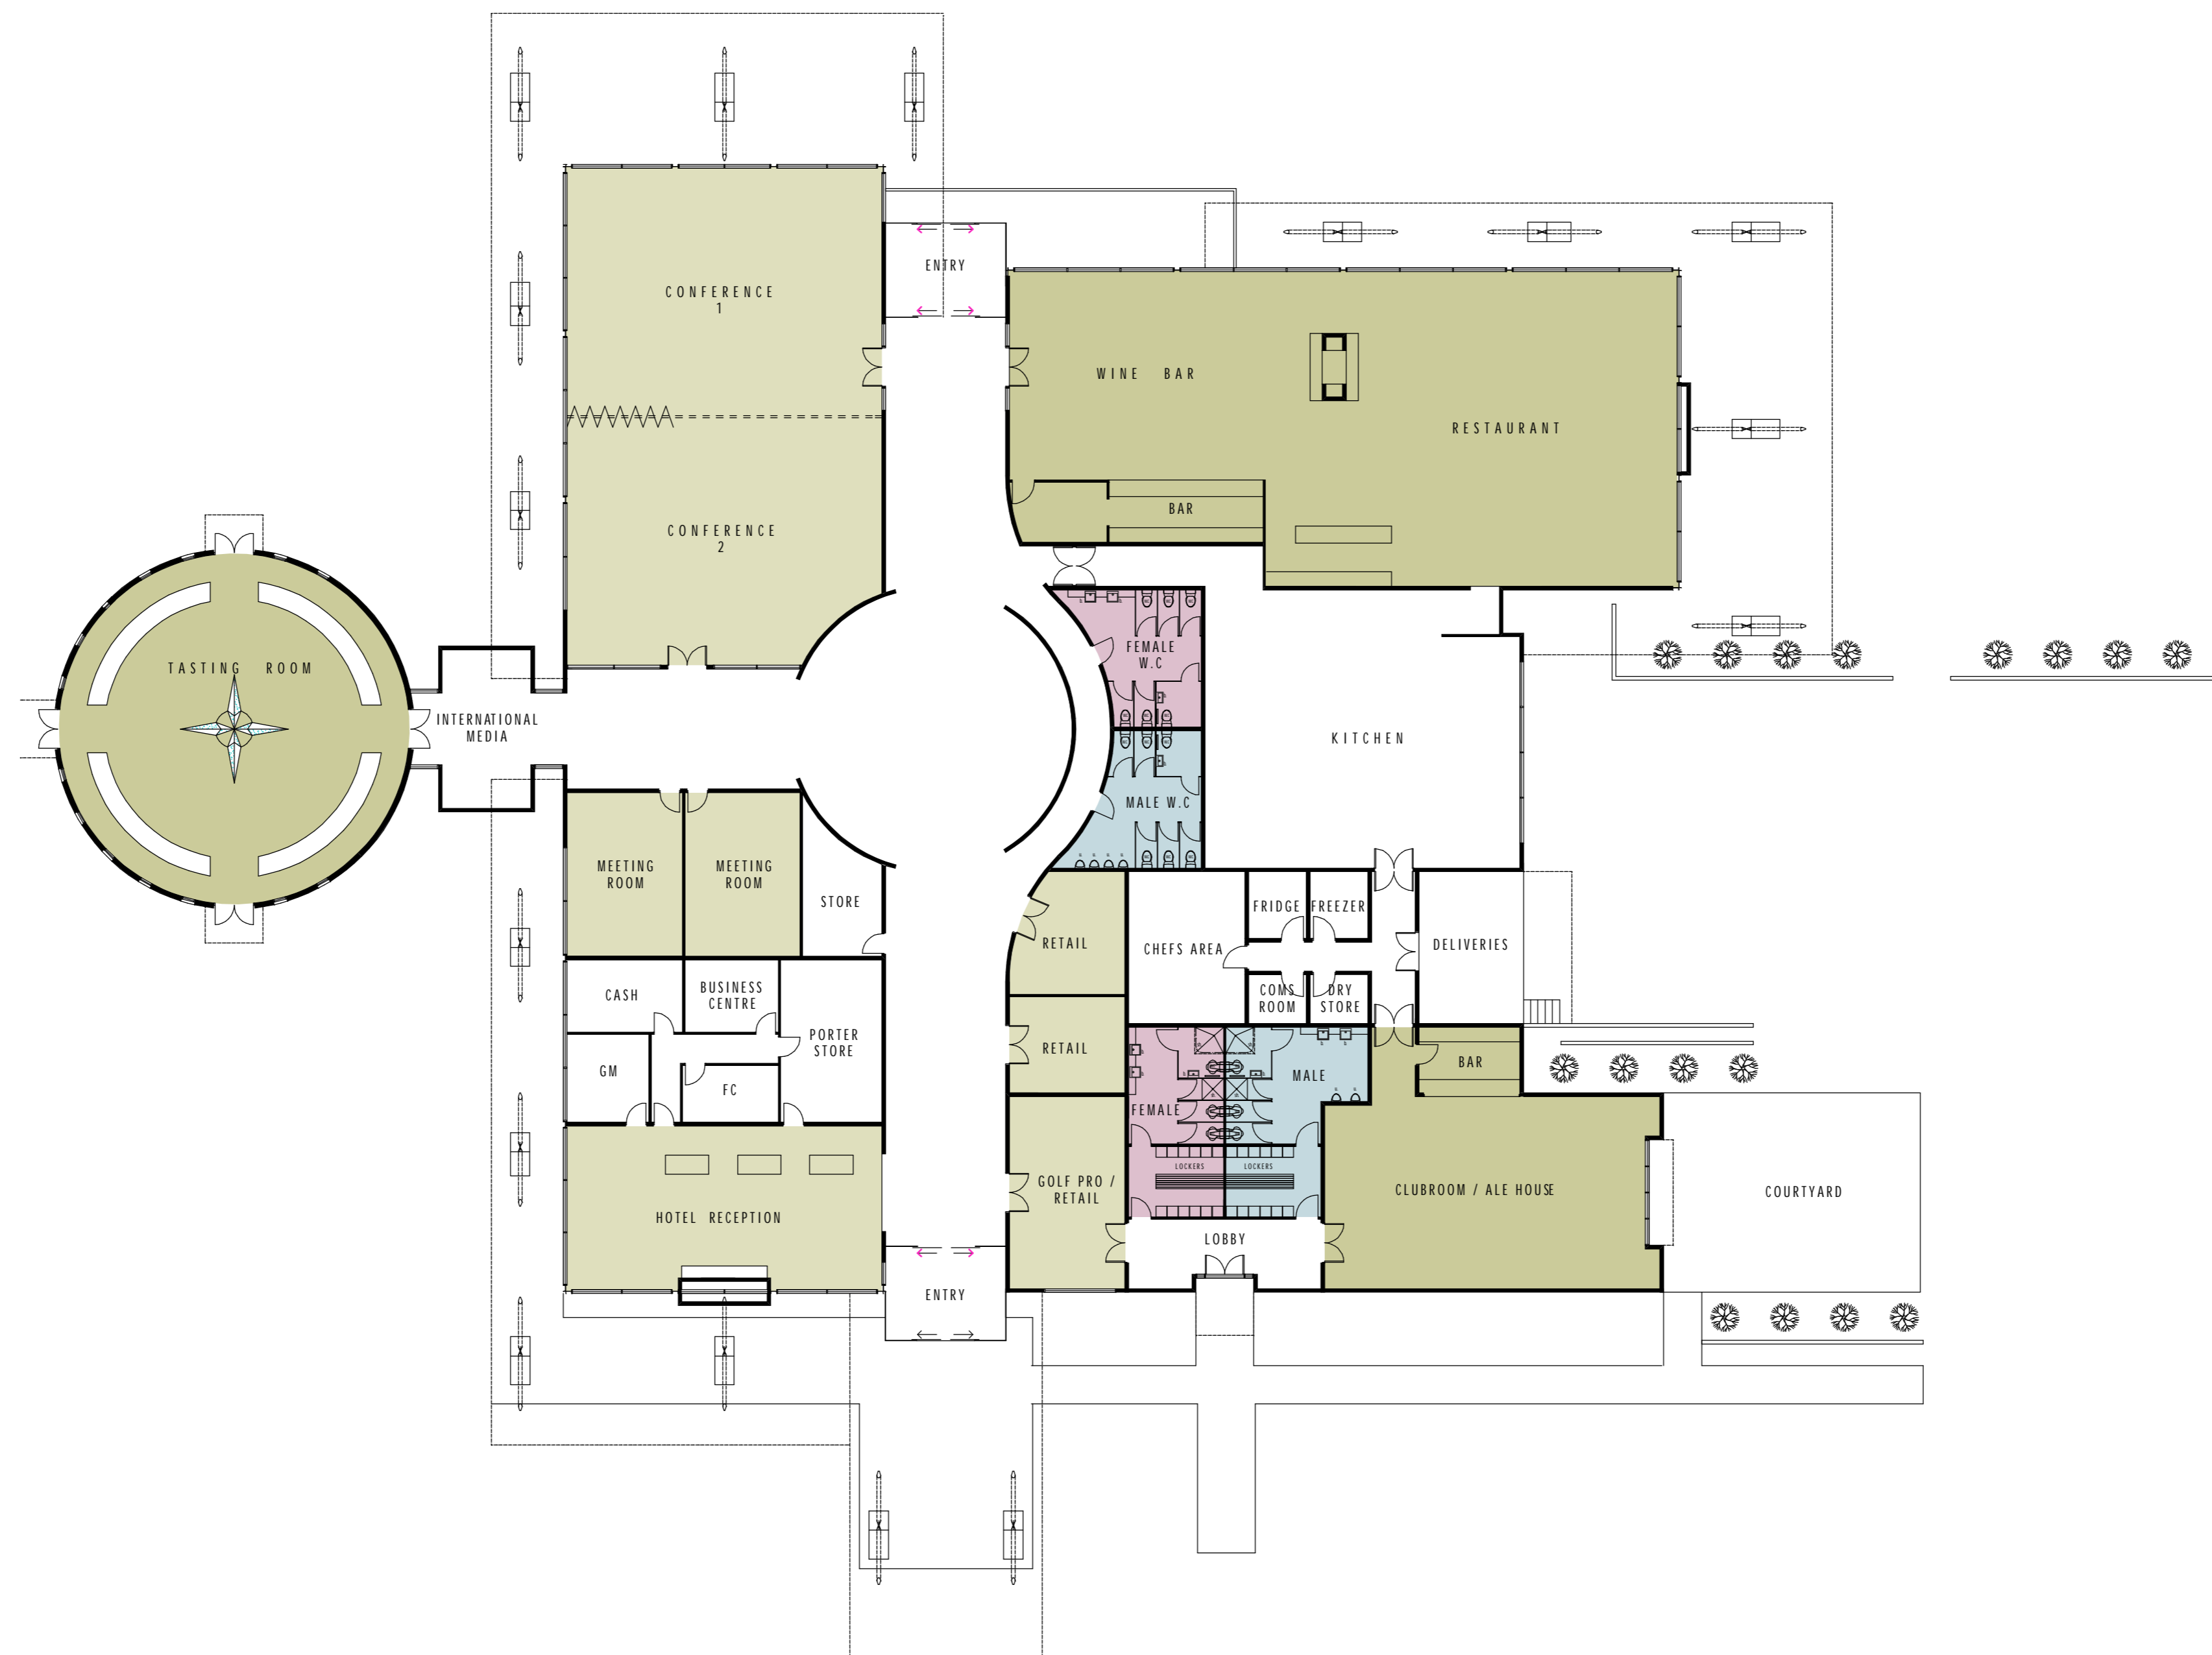 ENTRY
CONFERENCE
1
WINE BAR
RESTAURANT
BAR
CONFERENCE
2
TASTING ROOM
FEMALE
W.C
INTERNATIONAL
MEDIA
KITCHEN
MALE W.C
MEETING
ROOM
MEETING
ROOM
STORE
FRIDGE
FREEZER
RETAIL
CHEFS AREA
DELIVERIES
CASH
BUSINESS
CENTRE
COMS
ROOM
DRY
STORE
PORTER
STORE
RETAIL
GM
FC
BAR
MALE
FEMALE
LOCKERS
LOCKERS
GOLF PRO /
RETAIL
CLUBROOM / ALE HOUSE
COURTYARD
HOTEL RECEPTION
LOBBY
ENTRY